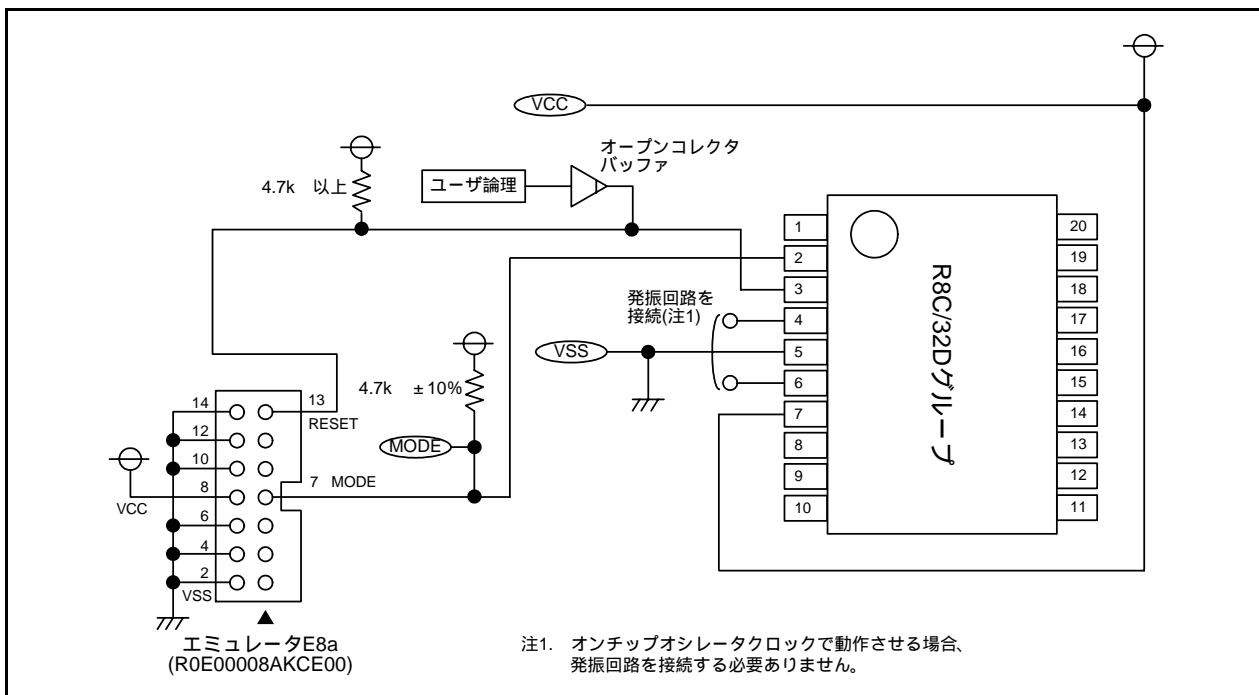 VCC
オープンコレクタ
バッファ
4.7k 以上
ユーザ論理
1
2
3
4
5
6
7
8
9
10
20
19
18
17
16
15
14
13
12
11
R8C/32Dグループ
発振回路を
接続(注1)
VSS
4.7k ±10%
MODE
14
12
10
8
VCC
6
4
2
VSS
13
RESET
7 MODE
エミュレータE8a
(R0E00008AKCE00)
注1. オンチップオシレータクロックで動作させる場合、
発振回路を接続する必要ありません。